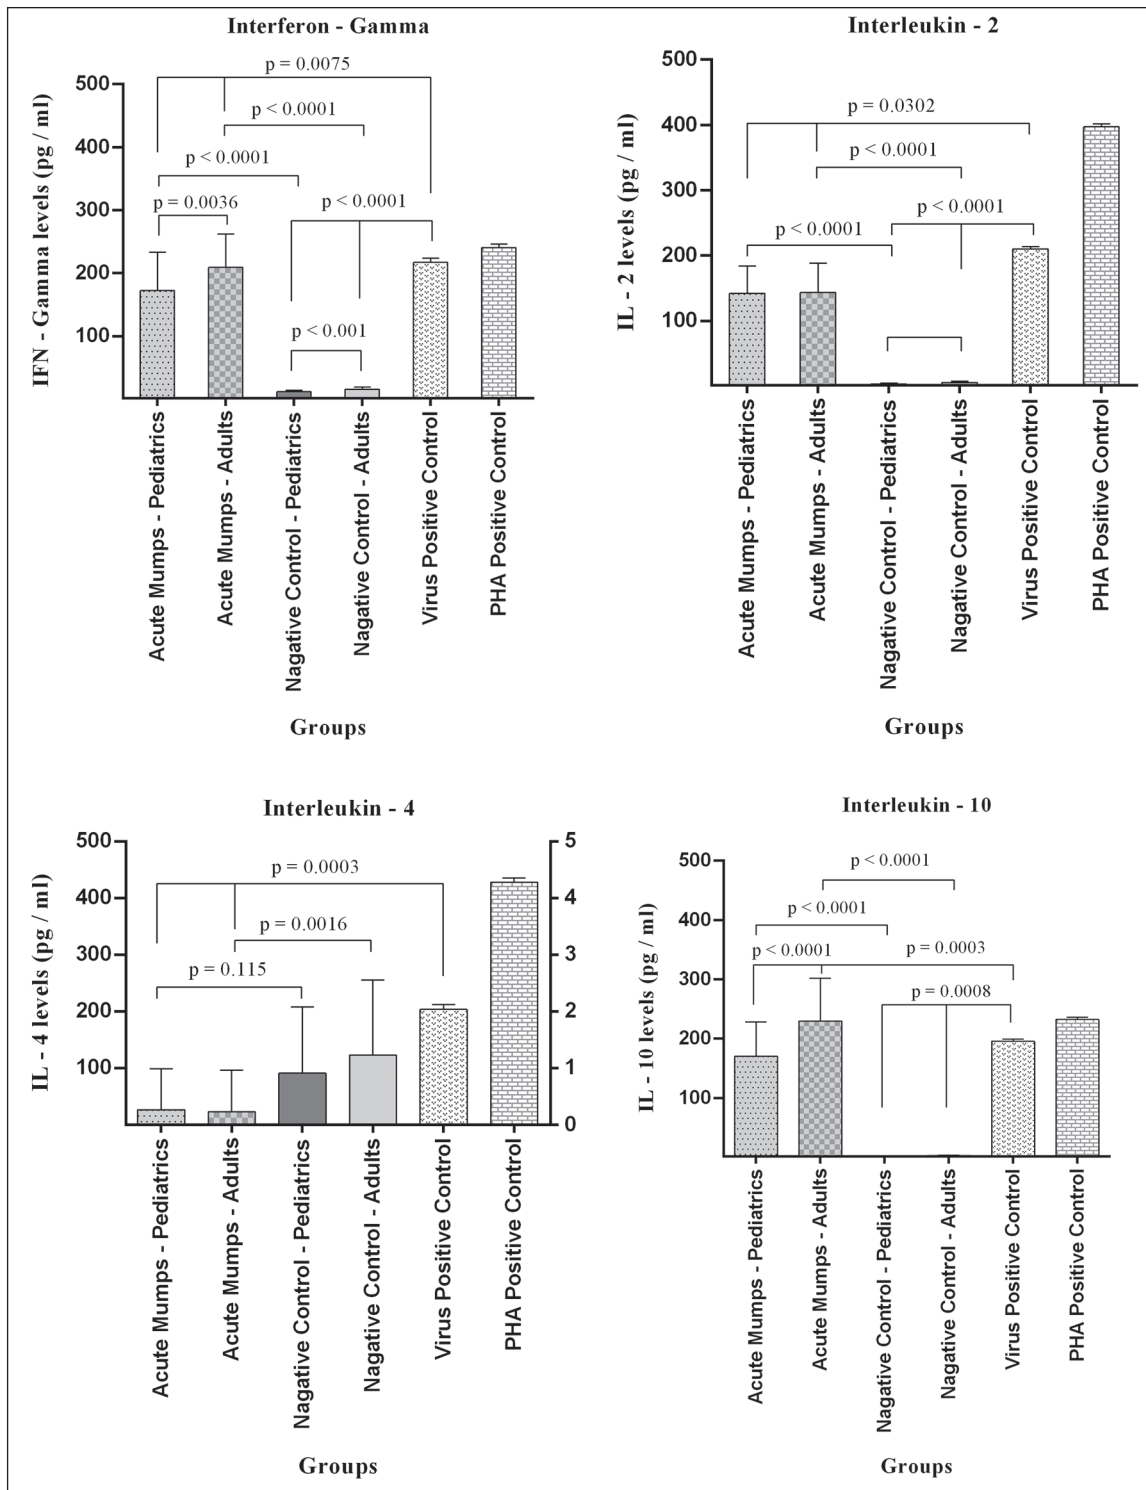 Interferon - Gamma
IFN - Gamma levels (pg / ml)
500
400
300
200
100
p = 0.0075
p < 0.0001
p < 0.0001
p = 0.0036
p < 0.0001
p < 0.001
Acute Mumps - Pediatrics
Acute Mumps - Adults
Nagative Control - Pediatrics
Nagative Control - Adults
Virus Positive Control
PHA Positive Control
Groups
Interleukin - 2
IL - 2 levels (pg / ml)
500
400
300
200
100
p = 0.0302
p < 0.0001
p < 0.0001
p < 0.0001
Acute Mumps - Pediatrics
Acute Mumps - Adults
Nagative Control - Pediatrics
Nagative Control - Adults
Virus Positive Control
PHA Positive Control
Groups
Interleukin - 4
IL - 4 levels (pg / ml)
500
400
300
200
100
5
4
3
2
1
0
p = 0.0003
p = 0.0016
p = 0.115
Acute Mumps - Pediatrics
Acute Mumps - Adults
Nagative Control - Pediatrics
Nagative Control - Adults
Virus Positive Control
PHA Positive Control
Groups
Interleukin - 10
IL - 10 levels (pg / ml)
500
400
300
200
100
p < 0.0001
p < 0.0001
p < 0.0001
p = 0.0003
p = 0.0008
Acute Mumps - Pediatrics
Acute Mumps - Adults
Nagative Control - Pediatrics
Nagative Control - Adults
Virus Positive Control
PHA Positive Control
Groups